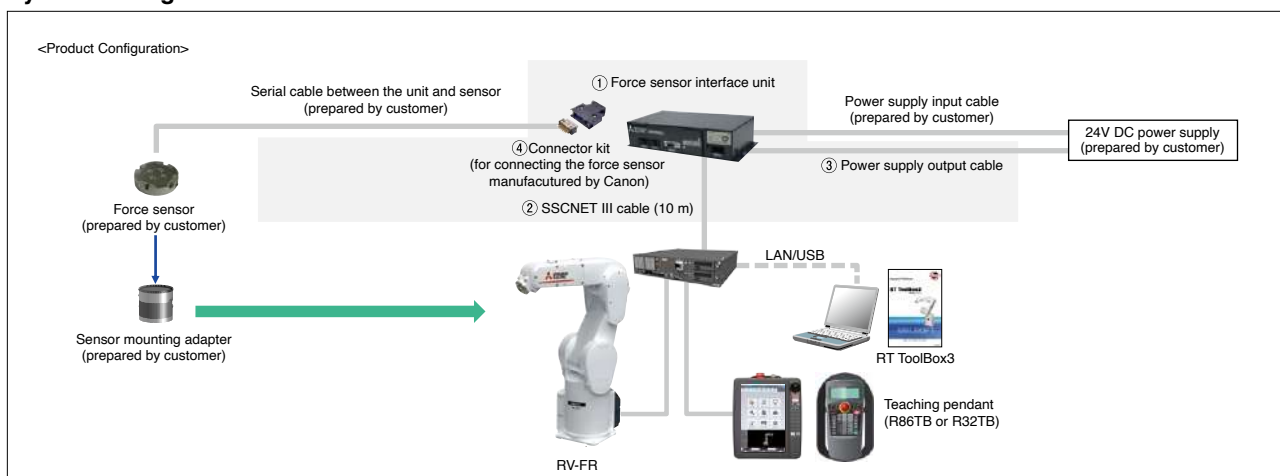 <Product Configuration>
① Force sensor interface unit
Serial cable between the unit and sensor
(prepared by customer)
Power supply input cable
(prepared by customer)
24V DC power supply
(prepared by customer)
④ Connector kit
(for connecting the force sensor
manufacutured by Canon)
③ Power supply output cable
Force sensor
(prepared by customer)
② SSCNET III cable (10 m)
LAN/USB
RT ToolBox3
Sensor mounting adapter
(prepared by customer)
RT ToolBox3
Teaching pendant
(R86TB or R32TB)
RV-FR